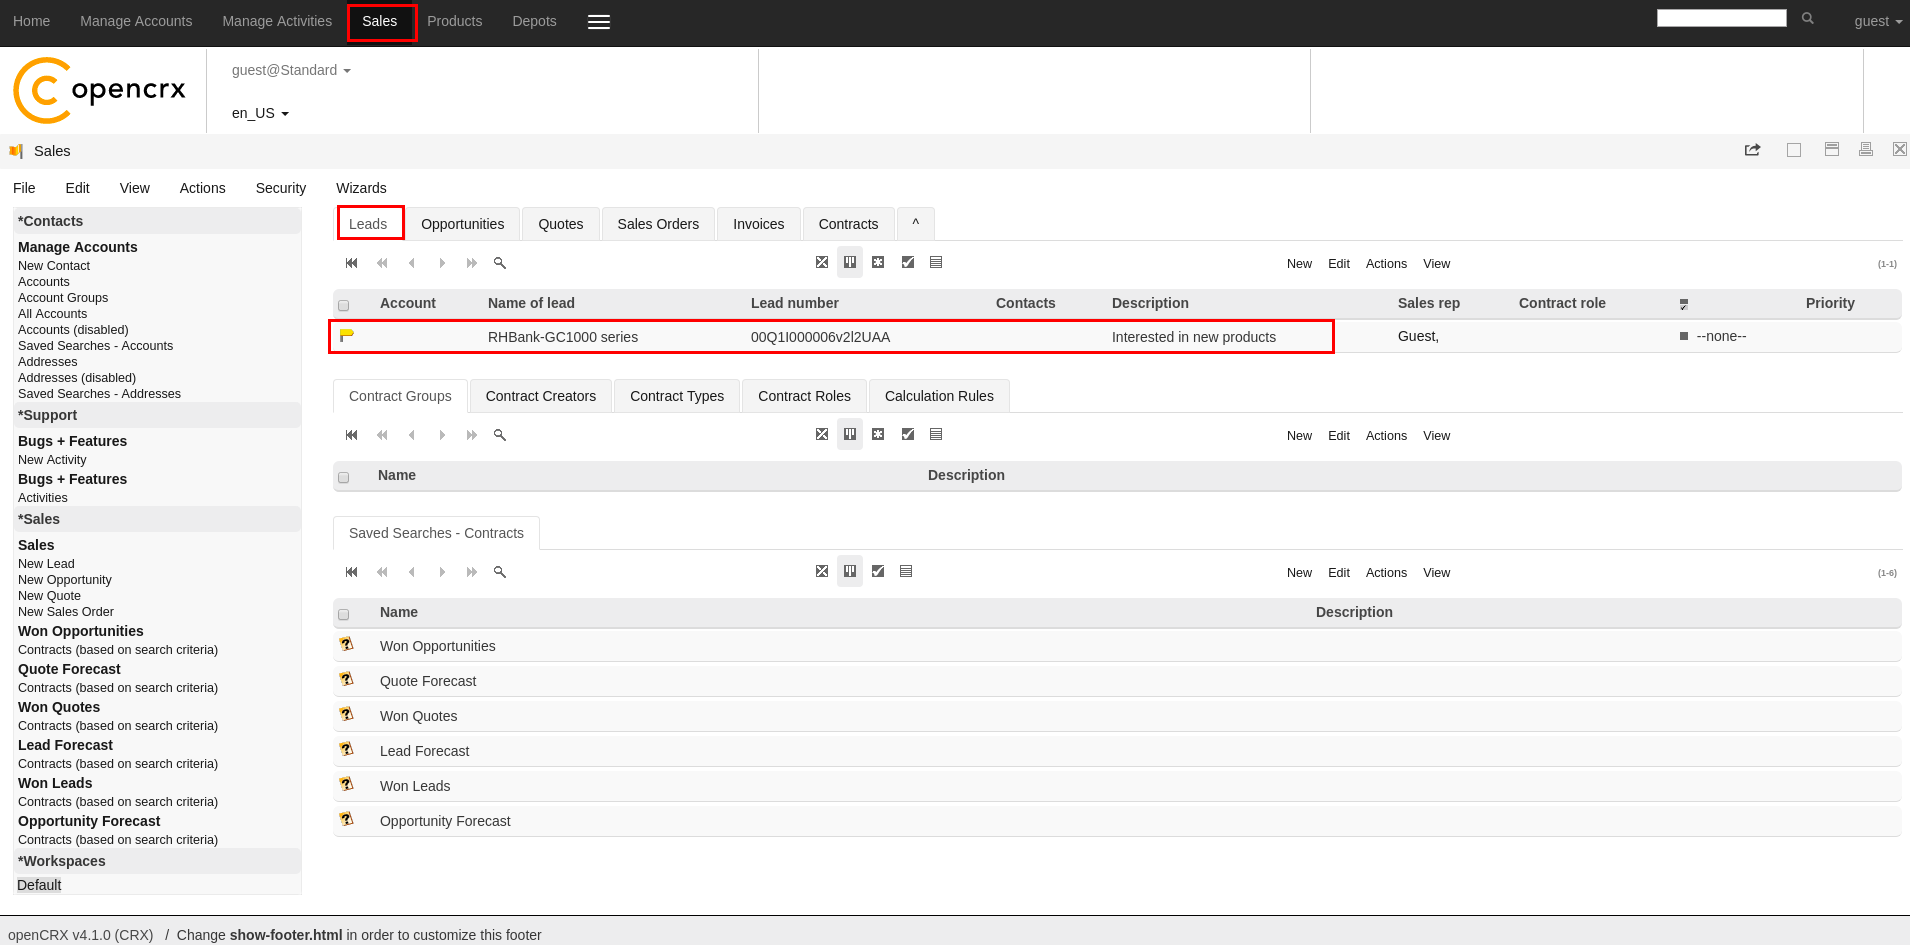 Home Manage Accounts Manage Activities Sales Products Depots guest
opencrx
guest@Standard
en_US
Sales
File Edit View Actions Security Wizards
*Contacts
Manage Accounts
New Contact
Accounts
Account Groups
All Accounts
Accounts (disabled)
Saved Searches - Accounts
Addresses
Addresses (disabled)
Saved Searches - Addresses
*Support
Bugs + Features
New Activity
Bugs + Features
Activities
*Sales
Sales
New Lead
New Opportunity
New Quote
New Sales Order
Won Opportunities
Contracts (based on search criteria)
Quote Forecast
Contracts (based on search criteria)
Won Quotes
Contracts (based on search criteria)
Lead Forecast
Contracts (based on search criteria)
Won Leads
Contracts (based on search criteria)
Opportunity Forecast
Contracts (based on search criteria)
*Workspaces
Default
Leads Opportunities Quotes Sales Orders Invoices Contracts ^
New Edit Actions View (1-1)
Account Name of lead Lead number Contacts Description Sales rep Contract role Priority
RHBank-GC1000 series 00Q1I000006v2l2UAA Interested in new products Guest, --none--
Contract Groups Contract Creators Contract Types Contract Roles Calculation Rules
New Edit Actions View
Name Description
Saved Searches - Contracts
New Edit Actions View (1-6)
Name Description
Won Opportunities
Quote Forecast
Won Quotes
Lead Forecast
Won Leads
Opportunity Forecast
openCRX v4.1.0 (CRX) / Change show-footer.html in order to customize this footer